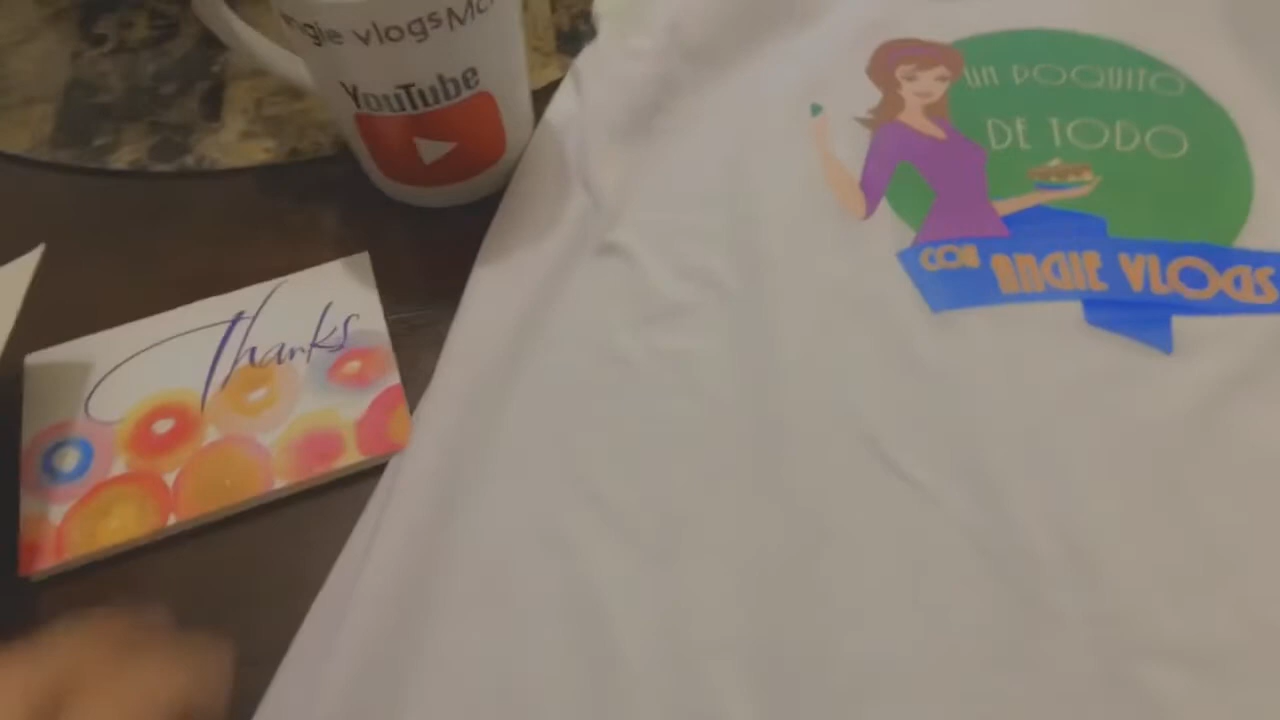 vlogs
YouTube
Thanks
UN POQUITO
DE TODO
CON ANGIE VLOGS